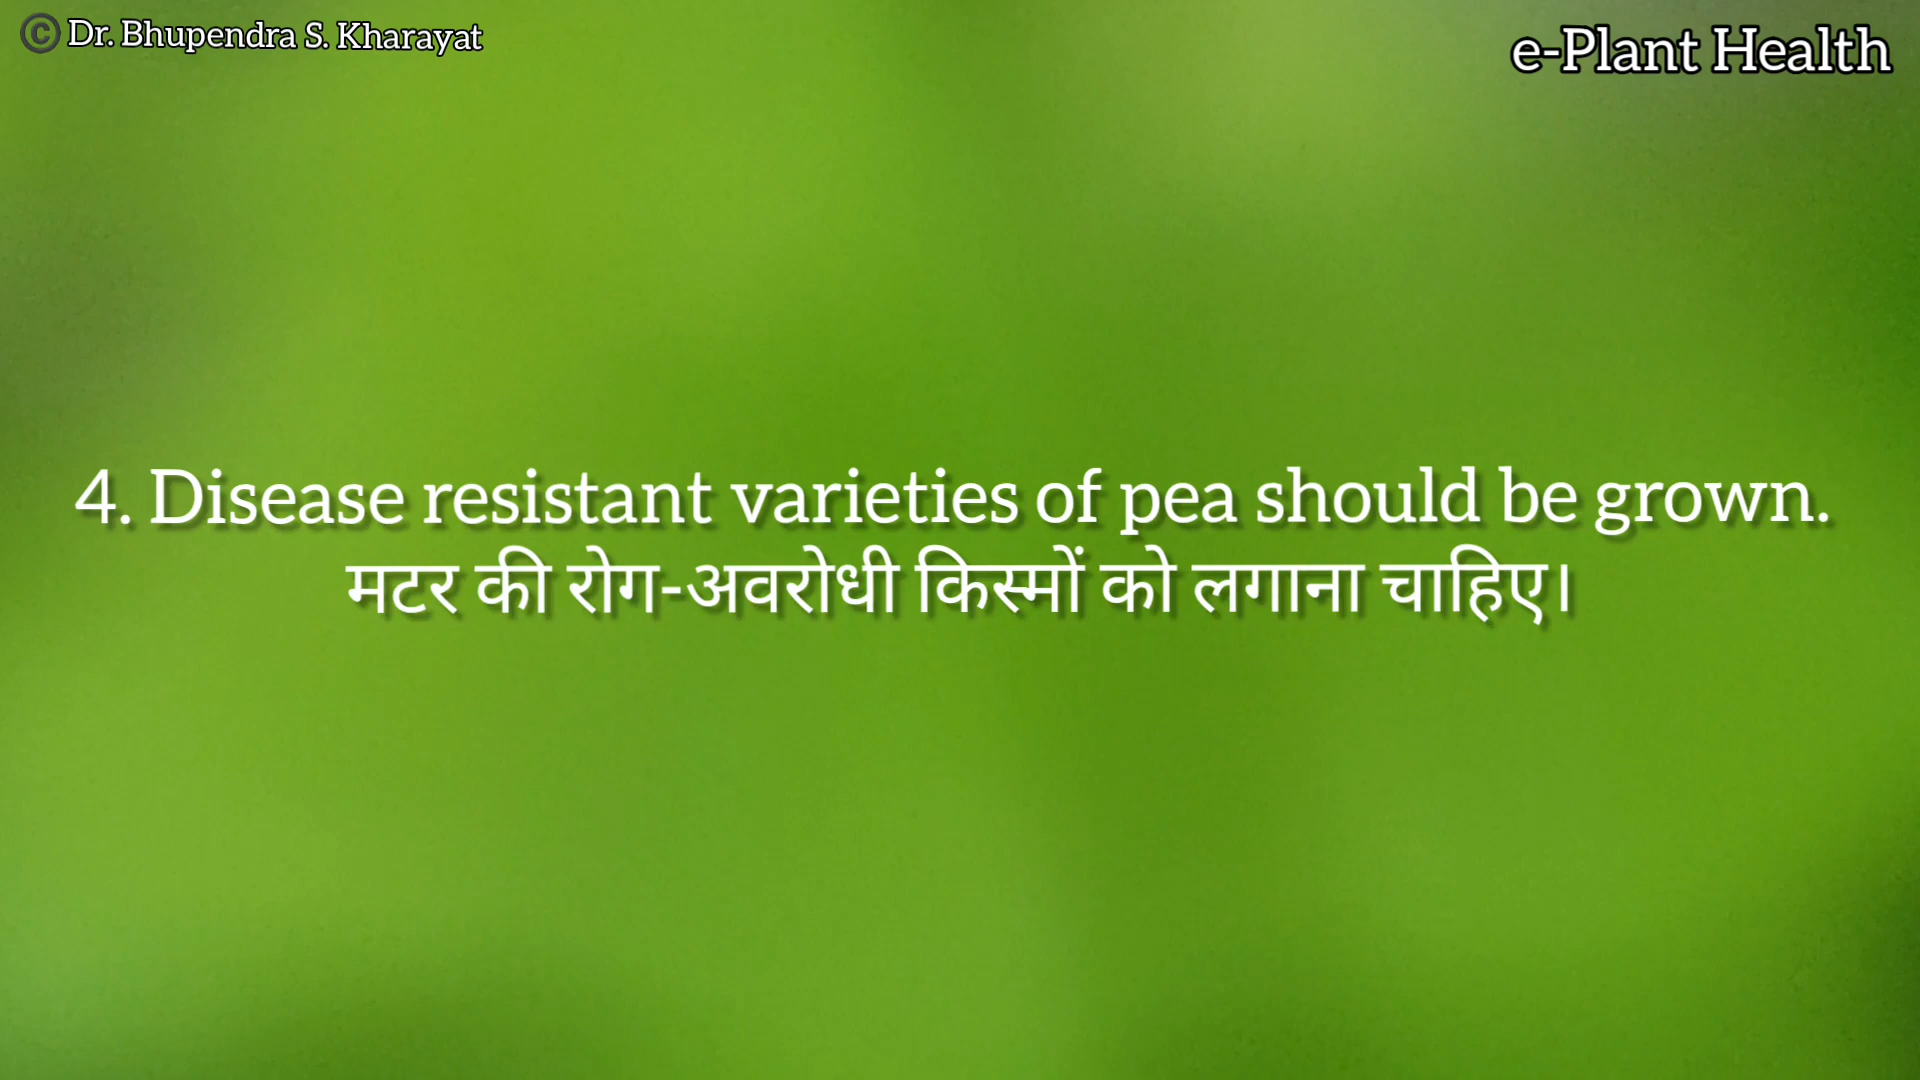 © Dr. Bhupendra S. Kharayat
e-Plant Health
4. Disease resistant varieties of pea should be grown.
मटर की रोग-अवरोधी किस्मों को लगाना चाहिए।